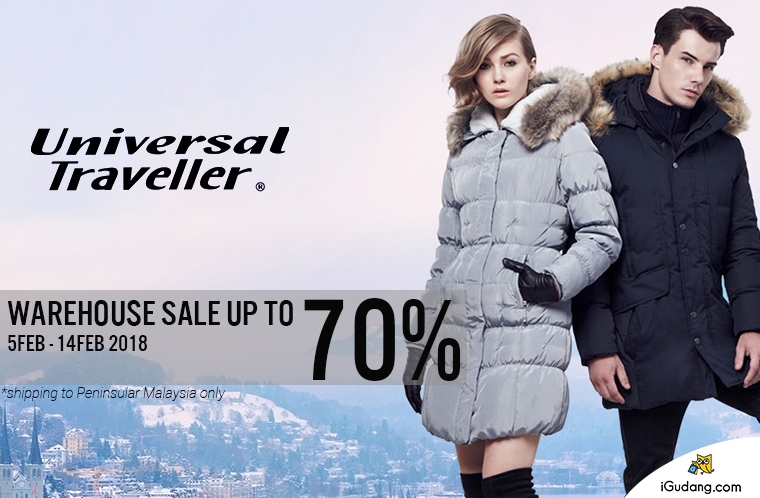 Universal
Traveller ®
WAREHOUSE SALE UP TO 70%
5FEB - 14FEB 2018
*shipping to Peninsular Malaysia only
iGudang.com